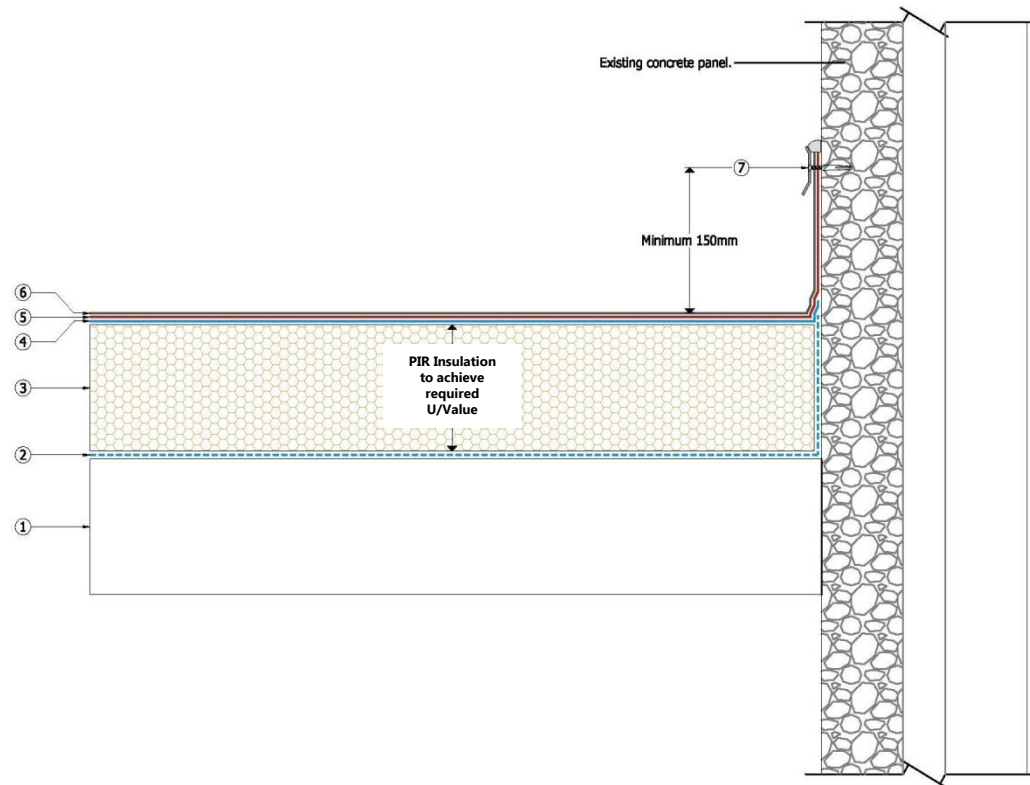 Existing concrete panel.
7
Minimum 150mm
6
5
4
PIR Insulation
to achieve
required
U/Value
3
2
1